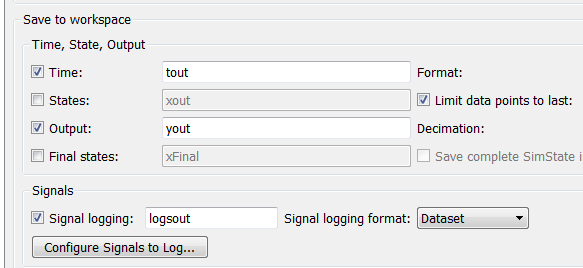 Save to workspace
Time, State, Output
Time: tout Format:
States: xout Limit data points to last:
Output: yout Decimation:
Final states: xFinal Save complete SimState i
Signals
Signal logging: logsout Signal logging format: Dataset
Configure Signals to Log...